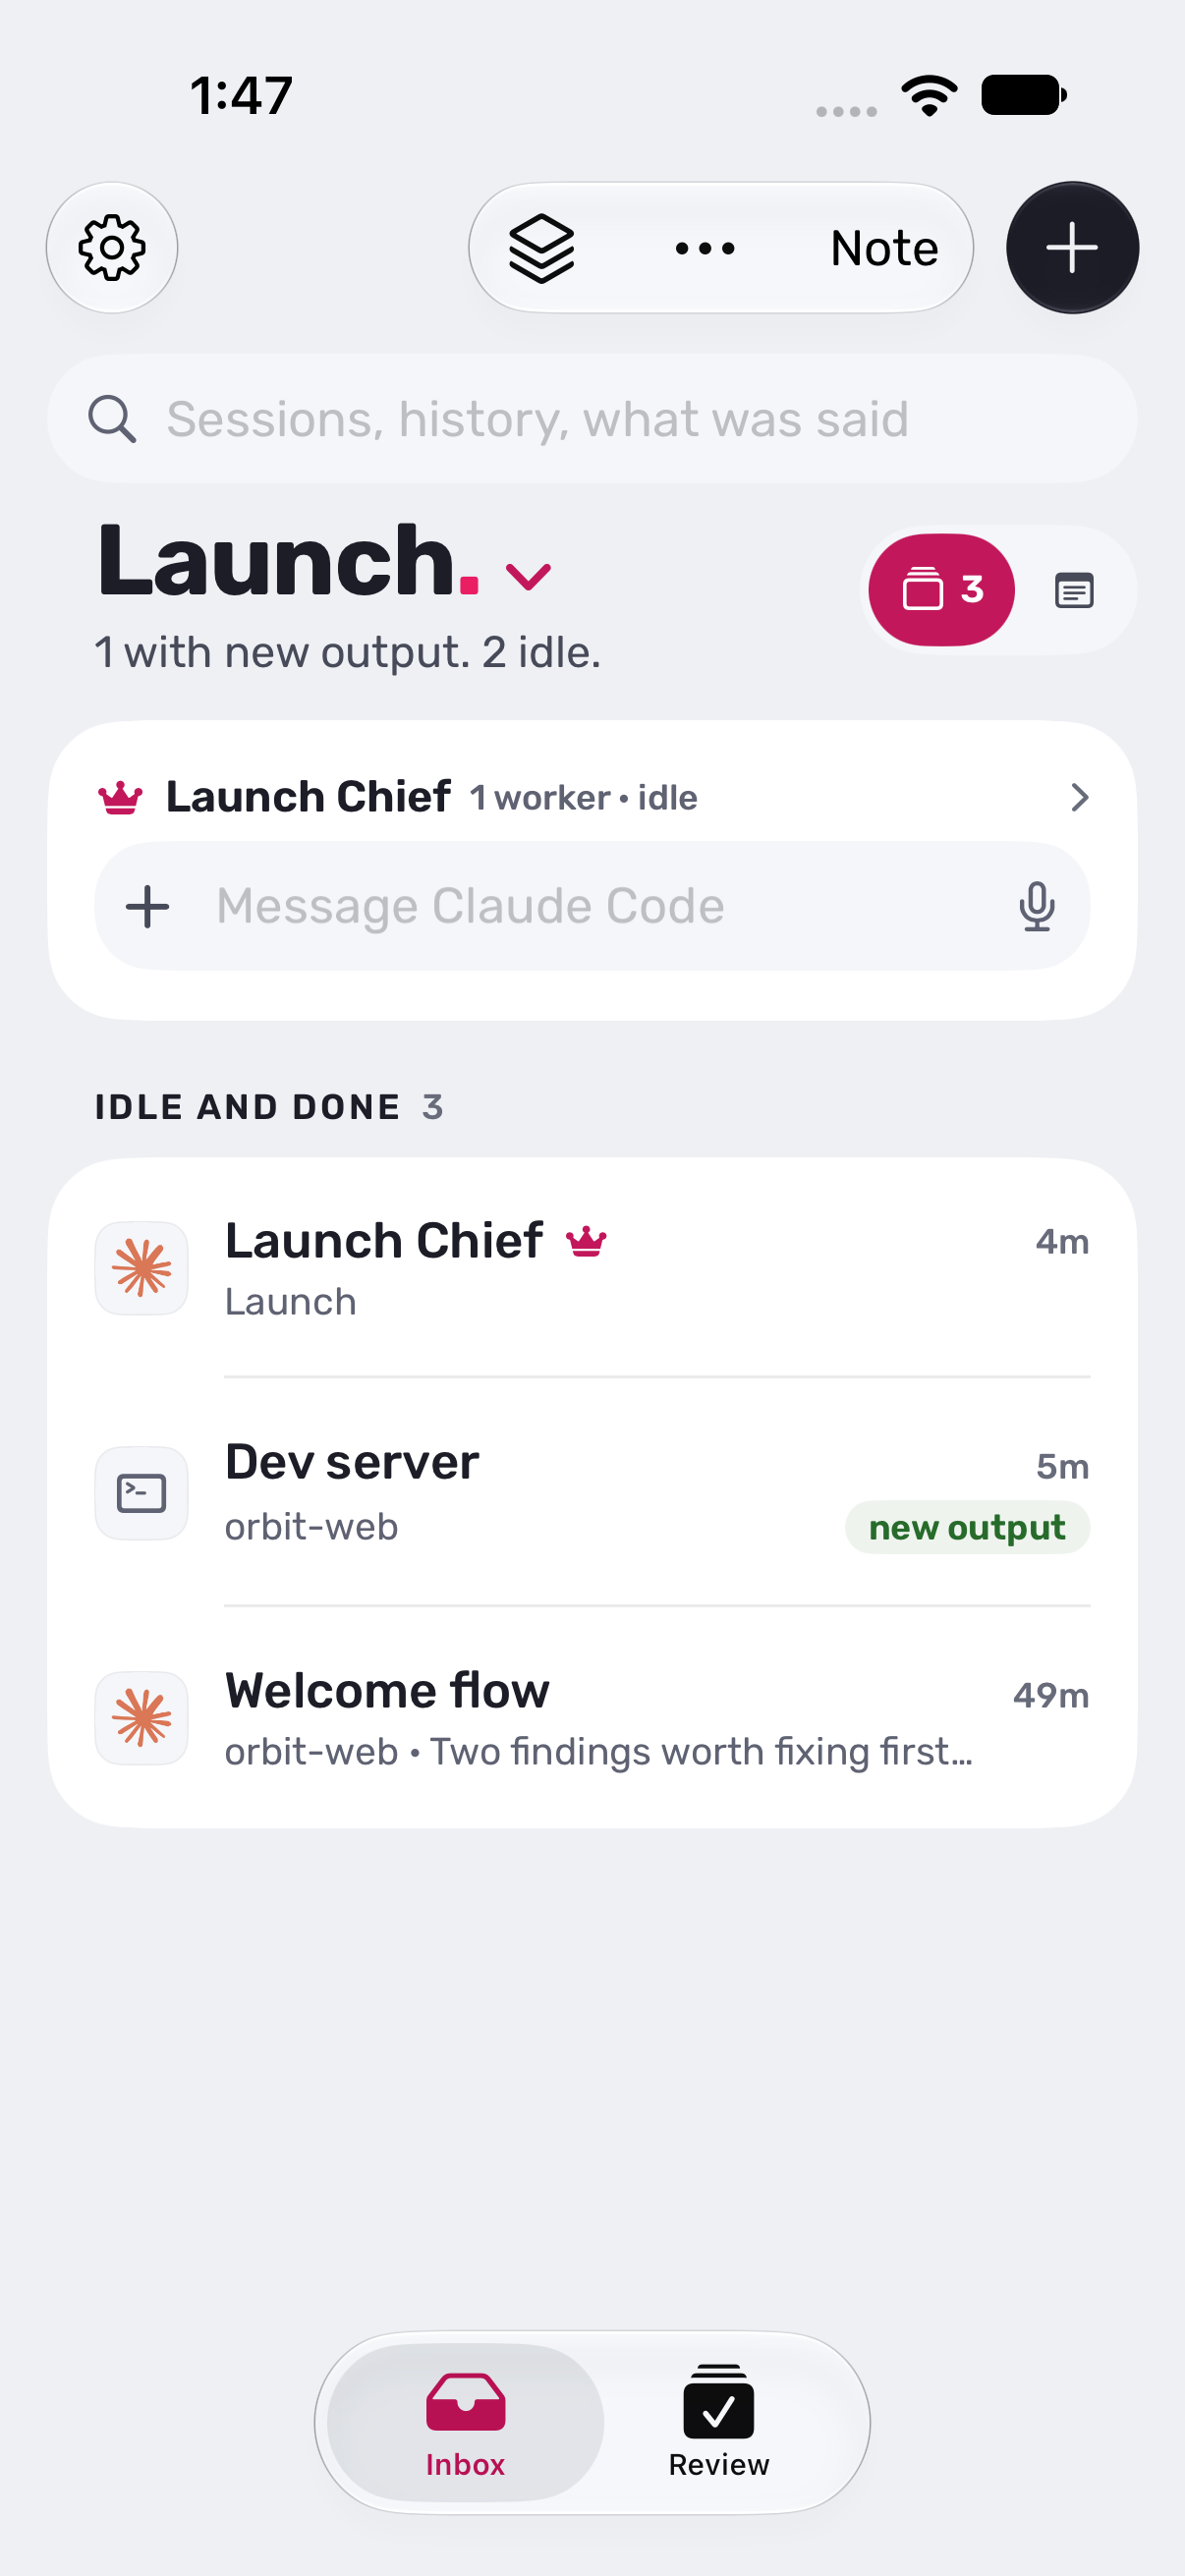 1:47
Note
Sessions, history, what was said
Launch.
3
1 with new output. 2 idle.
Launch Chief 1 worker • idle
Message Claude Code
IDLE AND DONE 3
Launch Chief 4m
Launch
Dev server 5m
orbit-web new output
Welcome flow 49m
orbit-web • Two findings worth fixing first...
Inbox Review